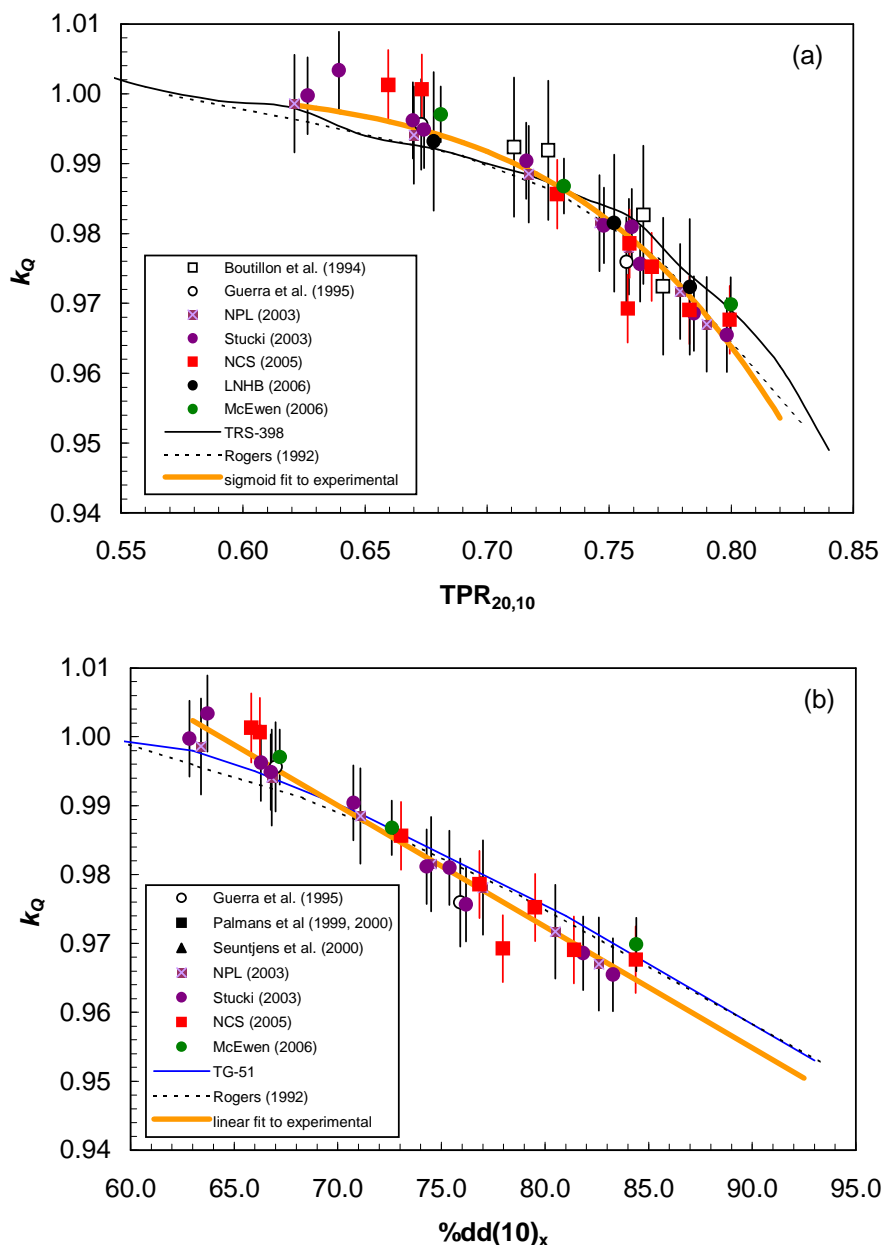 1.01
(a)
1.00
0.99
0.98
0.97
0.96
0.95
0.94
kQ
Boutillon et al. (1994)
Guerra et al. (1995)
NPL (2003)
Stucki (2003)
NCS (2005)
LNHB (2006)
McEwen (2006)
TRS-398
Rogers (1992)
sigmoid fit to experimental
0.55 0.60 0.65 0.70 0.75 0.80 0.85
TPR20,10
1.01
(b)
1.00
0.99
0.98
0.97
0.96
0.95
0.94
kQ
Guerra et al. (1995)
Palmans et al (1999, 2000)
Seuntjens et al. (2000)
NPL (2003)
Stucki (2003)
NCS (2005)
McEwen (2006)
TG-51
Rogers (1992)
linear fit to experimental
60.0 65.0 70.0 75.0 80.0 85.0 90.0 95.0
%dd(10)x